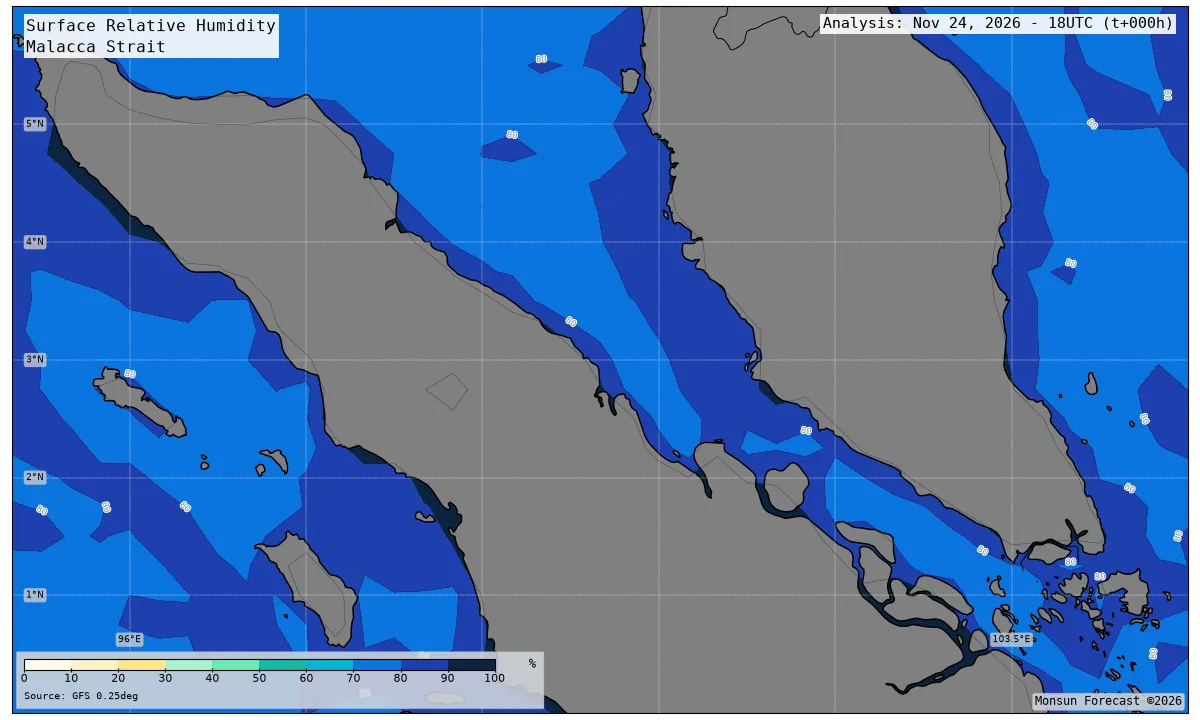 Surface Relative Humidity
Malacca Strait
Analysis: Nov 24, 2026 - 18UTC (t+000h)
80
80
80
80
5°N
4°N
80
80
3°N
80
80
80
2°N
80
80
80
80
80
80
80
80
1°N
96°E
103.5°E
80
%
0 10 20 30 40 50 60 70 80 90 100
Source: GFS 0.25deg
Monsun Forecast ©2026